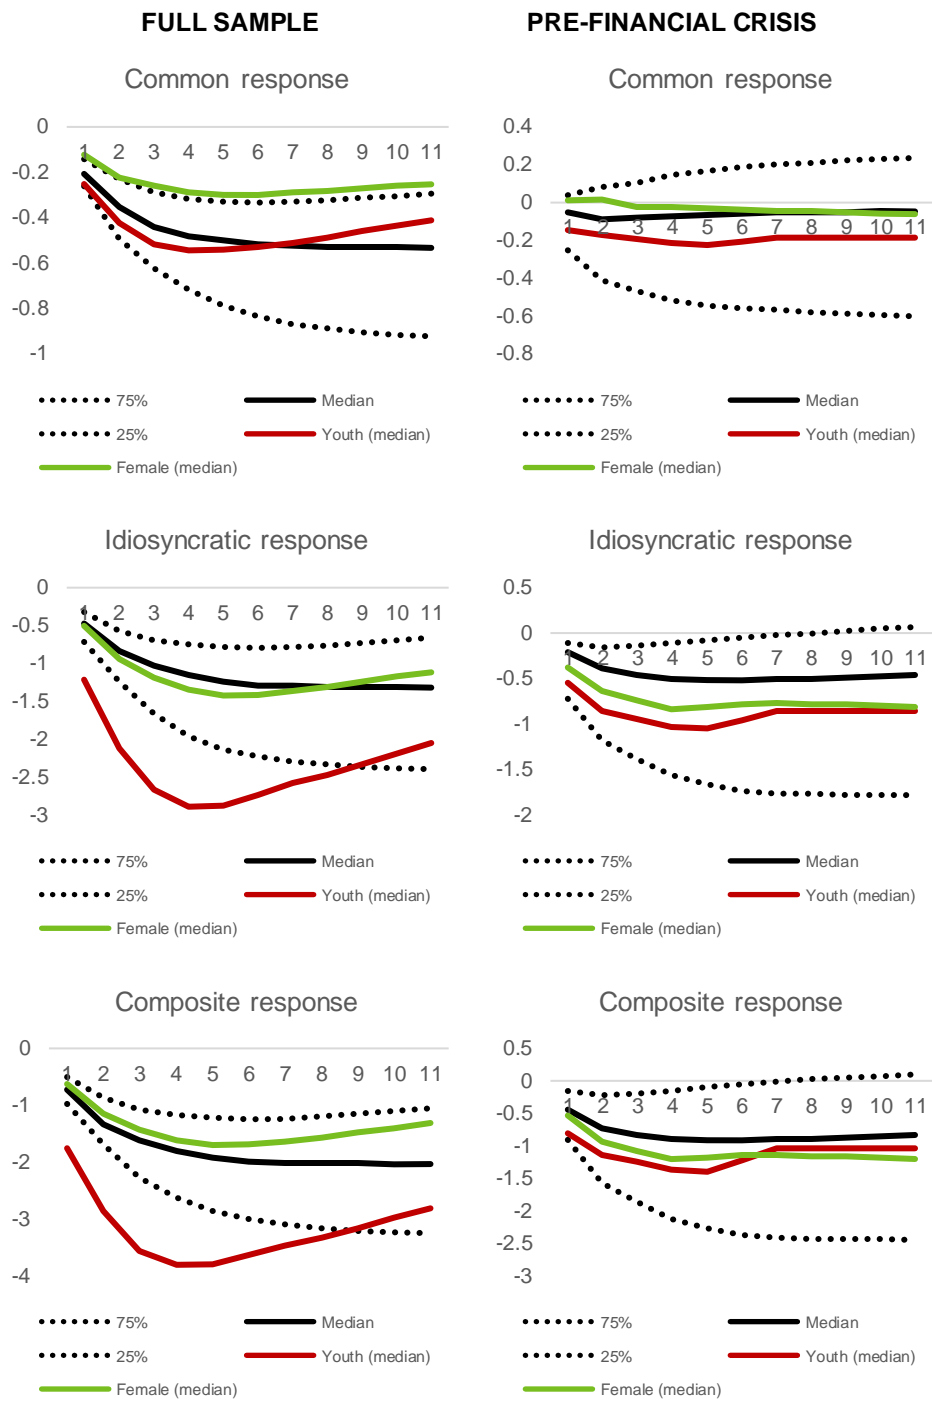 FULL SAMPLE
PRE-FINANCIAL CRISIS
Common response
0
-0.2
-0.4
-0.6
-0.8
-1
1 2 3 4 5 6 7 8 9 10 11
75%
Median
25%
Youth (median)
Female (median)
Common response
0.4
0.2
0
-0.2
-0.4
-0.6
-0.8
1 2 3 4 5 6 7 8 9 10 11
75%
Median
25%
Youth (median)
Female (median)
Idiosyncratic response
0
-0.5
-1
-1.5
-2
-2.5
-3
1 2 3 4 5 6 7 8 9 10 11
75%
Median
25%
Youth (median)
Female (median)
Idiosyncratic response
0.5
0
-0.5
-1
-1.5
-2
1 2 3 4 5 6 7 8 9 10 11
75%
Median
25%
Youth (median)
Female (median)
Composite response
0
-1
-2
-3
-4
1 2 3 4 5 6 7 8 9 10 11
75%
Median
25%
Youth (median)
Female (median)
Composite response
0.5
0
-0.5
-1
-1.5
-2
-2.5
-3
1 2 3 4 5 6 7 8 9 10 11
75%
Median
25%
Youth (median)
Female (median)